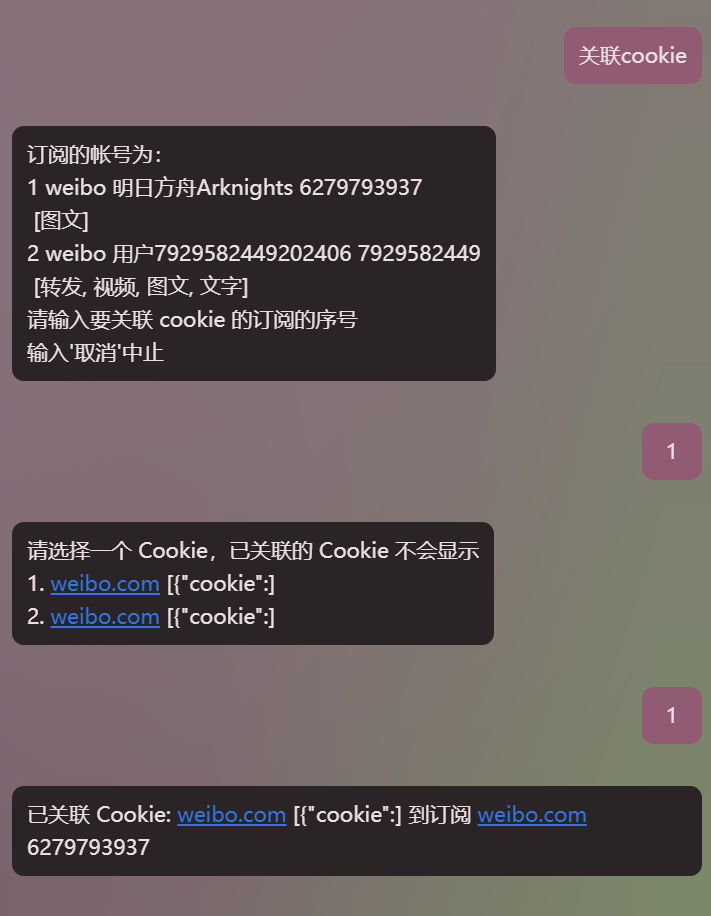 关联cookie
订阅的帐号为：
1 weibo 明日方舟Arknights 6279793937
[图文]
2 weibo 用户7929582449202406 7929582449
[转发, 视频, 图文, 文字]
请输入要关联 cookie 的订阅的序号
输入'取消'中止
1
请选择一个 Cookie，已关联的 Cookie 不会显示
1. weibo.com [{"cookie":]
2. weibo.com [{"cookie":]
1
已关联 Cookie: weibo.com [{"cookie":] 到订阅 weibo.com
6279793937